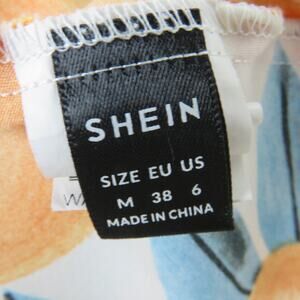 SHEIN
SIZE EU US
M 38 6
MADE IN CHINA